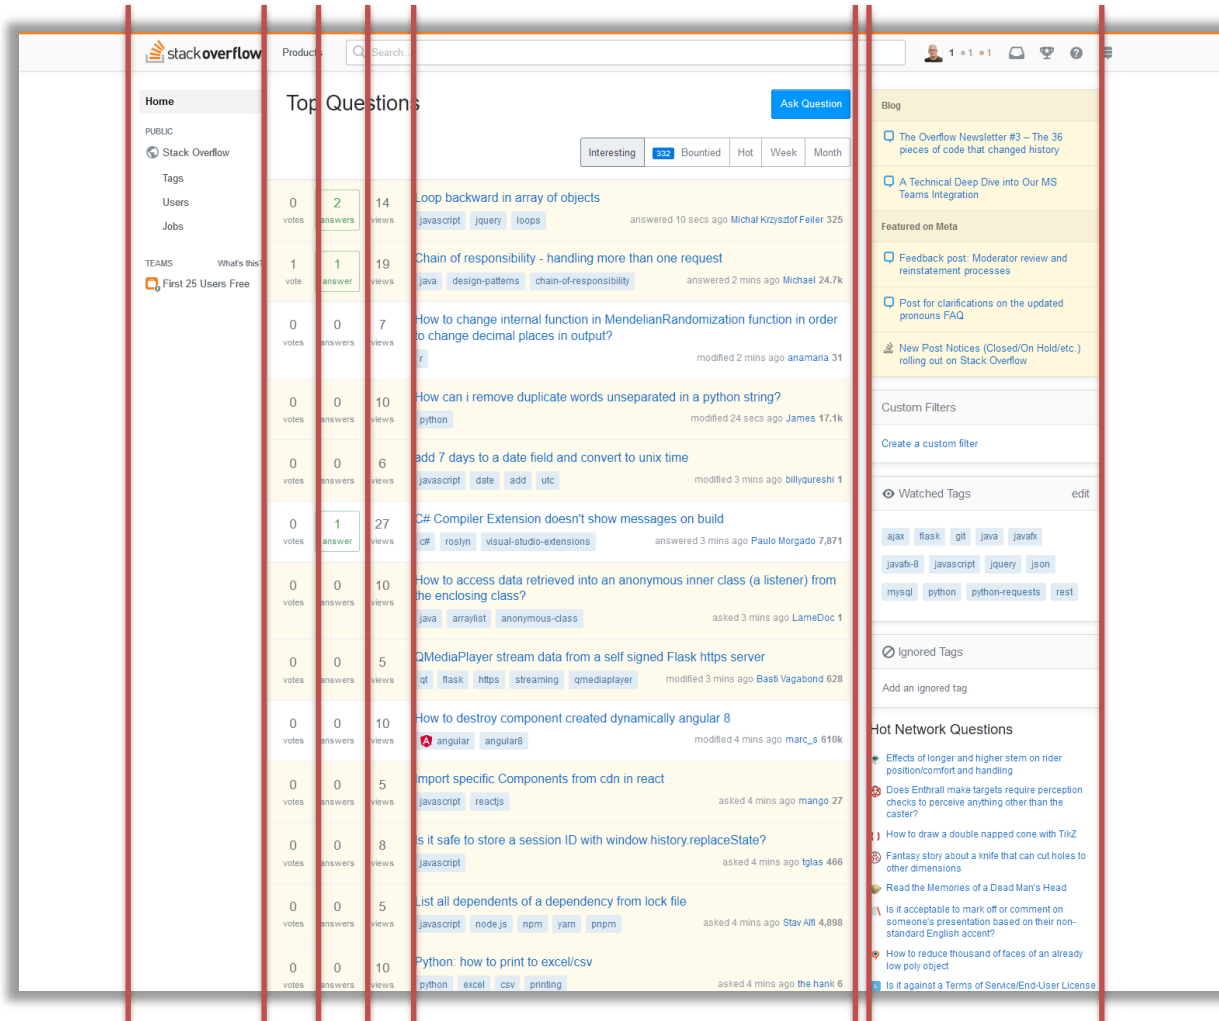 stackoverflow Products Search... 1 1 1
Home
PUBLIC
Stack Overflow
Tags
Users
Jobs
TEAMS What's this?
First 25 Users Free
Top Questions Ask Question
Interesting 332 Bountied Hot Week Month
0 votes 2 answers 14 views
Loop backward in array of objects
javascript jquery loops answered 10 secs ago Michał Krzysztof Feiler 325
1 vote 1 answer 19 views
Chain of responsibility - handling more than one request
java design-patterns chain-of-responsibility answered 2 mins ago Michael 24.7k
0 votes 0 answers 7 views
How to change internal function in MendelianRandomization function in order
to change decimal places in output?
r modified 2 mins ago anamaria 31
0 votes 0 answers 10 views
How can i remove duplicate words unseparated in a python string?
python modified 24 secs ago James 17.1k
0 votes 0 answers 6 views
add 7 days to a date field and convert to unix time
javascript date add utc modified 3 mins ago billyqureshi 1
0 votes 1 answer 27 views
C# Compiler Extension doesn't show messages on build
c# roslyn visual-studio-extensions answered 3 mins ago Paulo Morgado 7,871
0 votes 0 answers 10 views
How to access data retrieved into an anonymous inner class (a listener) from
the enclosing class?
java arraylist anonymous-class asked 3 mins ago LameDoc 1
0 votes 0 answers 5 views
QMediaPlayer stream data from a self signed Flask https server
qt flask https streaming qmediaplayer modified 3 mins ago Basti Vagabond 628
0 votes 0 answers 10 views
How to destroy component created dynamically angular 8
angular angular8 modified 4 mins ago marc_s 610k
0 votes 0 answers 5 views
Import specific Components from cdn in react
javascript reactjs asked 4 mins ago mango 27
0 votes 0 answers 8 views
Is it safe to store a session ID with window.history.replaceState?
javascript asked 4 mins ago tglas 466
0 votes 0 answers 5 views
List all dependents of a dependency from lock file
javascript node.js npm yarn pnpm asked 4 mins ago Stav Alfi 4,898
0 votes 0 answers 10 views
Python: how to print to excel/csv
python excel csv printing asked 4 mins ago the hank 6
Blog
The Overflow Newsletter #3 – The 36
pieces of code that changed history
A Technical Deep Dive into Our MS
Teams Integration
Featured on Meta
Feedback post: Moderator review and
reinstatement processes
Post for clarifications on the updated
pronouns FAQ
New Post Notices (Closed/On Hold/etc.)
rolling out on Stack Overflow
Custom Filters
Create a custom filter
Watched Tags edit
ajax flask git java javafx
javafx-8 javascript jquery json
mysql python python-requests rest
Ignored Tags
Add an ignored tag
Hot Network Questions
Effects of longer and higher stem on rider
position/comfort and handling
Does Enthrall make targets require perception
checks to perceive anything other than the
caster?
How to draw a double napped cone with TikZ
Fantasy story about a knife that can cut holes to
other dimensions
Read the Memories of a Dead Man's Head
Is it acceptable to mark off or comment on
someone's presentation based on their non-
standard English accent?
How to reduce thousand of faces of an already
low poly object
Is it against a Terms of Service/End-User License